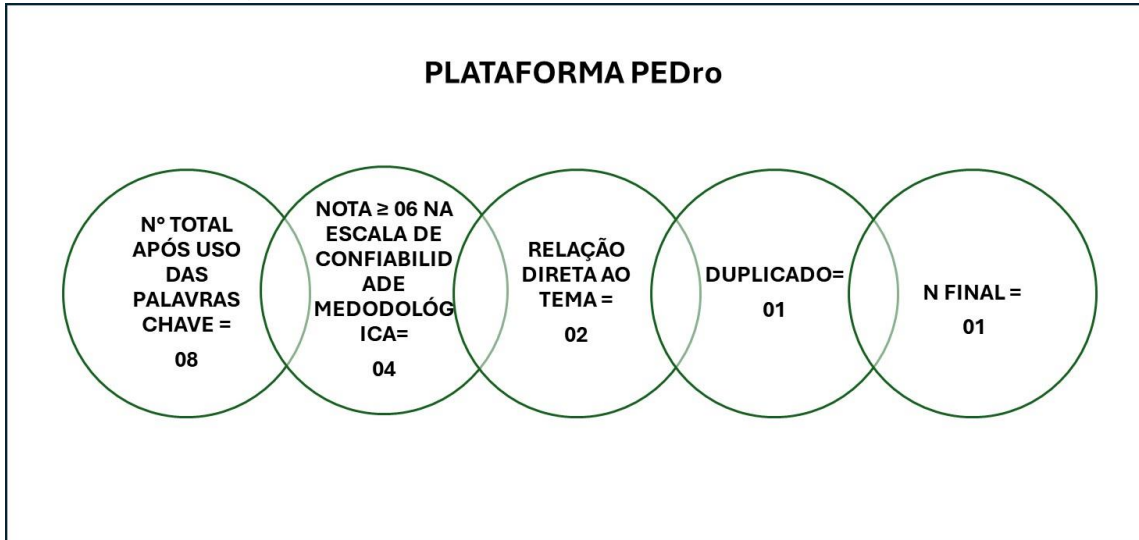 PLATAFORMA PEDro
Nº TOTAL
APÓS USO
DAS
PALAVRAS
CHAVE =
08
NOTA ≥ 06 NA
ESCALA DE
CONFIABILID
ADE
MEDODOLÓG
ICA=
04
RELAÇÃO
DIRETA AO
TEMA =
02
DUPLICADO=
01
N FINAL =
01